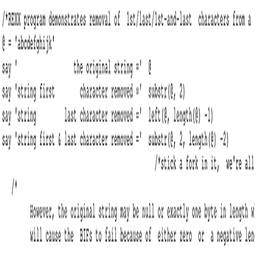 /*REXX program demonstrates removal of 1st/last/1st-and-last characters from a
@ = 'abcdefghijk'
say ' the original string =' @
say 'string first character removed =' substr(@, 2)
say 'string last character removed =' left(@, length(@) -1)
say 'string first & last character removed =' substr(@, 2, length(@) -2)
/*stick a fork in it, we're all
/*
However, the original string may be null or exactly one byte in length w
will cause the BIFs to fail because of either zero or a negative len